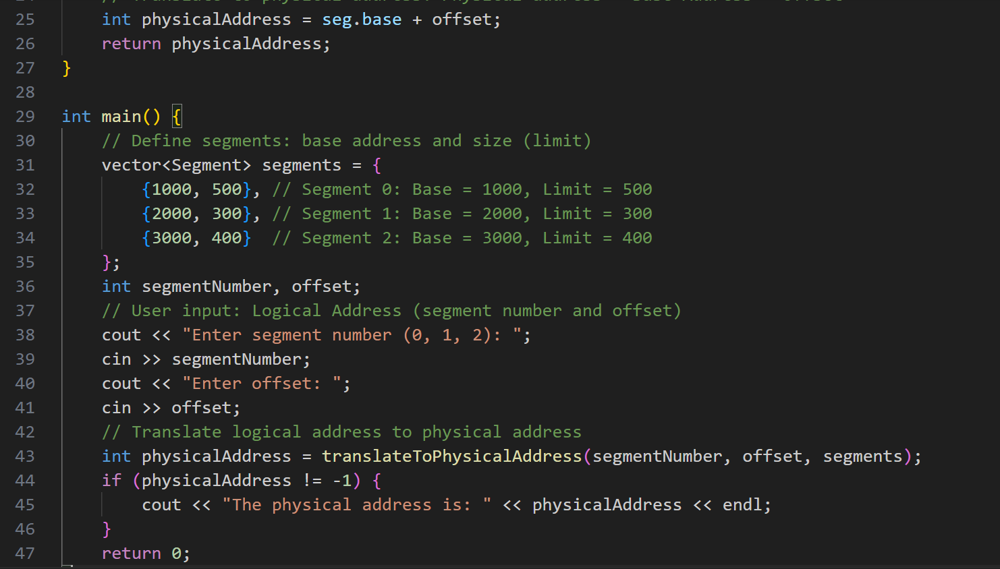 25 int physicalAddress = seg.base + offset;
26 return physicalAddress;
27 }
28
29 int main() {
30 // Define segments: base address and size (limit)
31 vector<Segment> segments = {
32 {1000, 500}, // Segment 0: Base = 1000, Limit = 500
33 {2000, 300}, // Segment 1: Base = 2000, Limit = 300
34 {3000, 400}  // Segment 2: Base = 3000, Limit = 400
35 };
36 int segmentNumber, offset;
37 // User input: Logical Address (segment number and offset)
38 cout << "Enter segment number (0, 1, 2): ";
39 cin >> segmentNumber;
40 cout << "Enter offset: ";
41 cin >> offset;
42 // Translate logical address to physical address
43 int physicalAddress = translateToPhysicalAddress(segmentNumber, offset, segments);
44 if (physicalAddress != -1) {
45 cout << "The physical address is: " << physicalAddress << endl;
46 }
47 return 0;